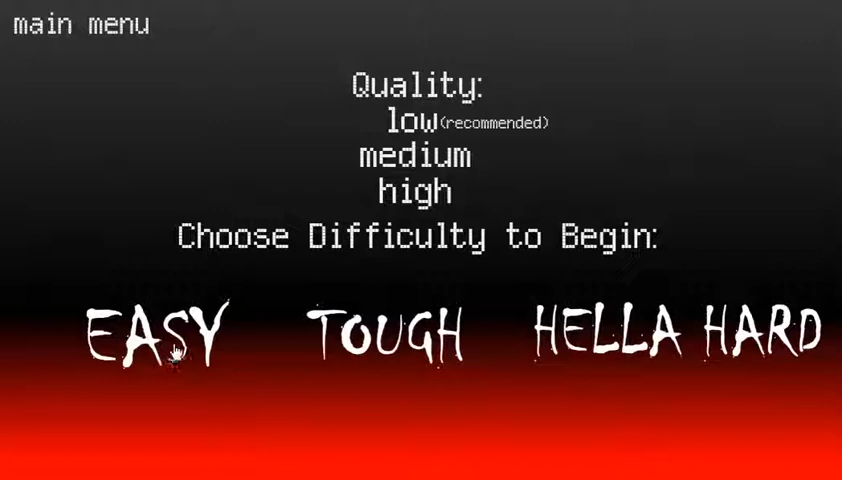 main menu
Quality:
low(recommended)
medium
high
Choose Difficulty to Begin:
EASY TOUGH HELLA HARD